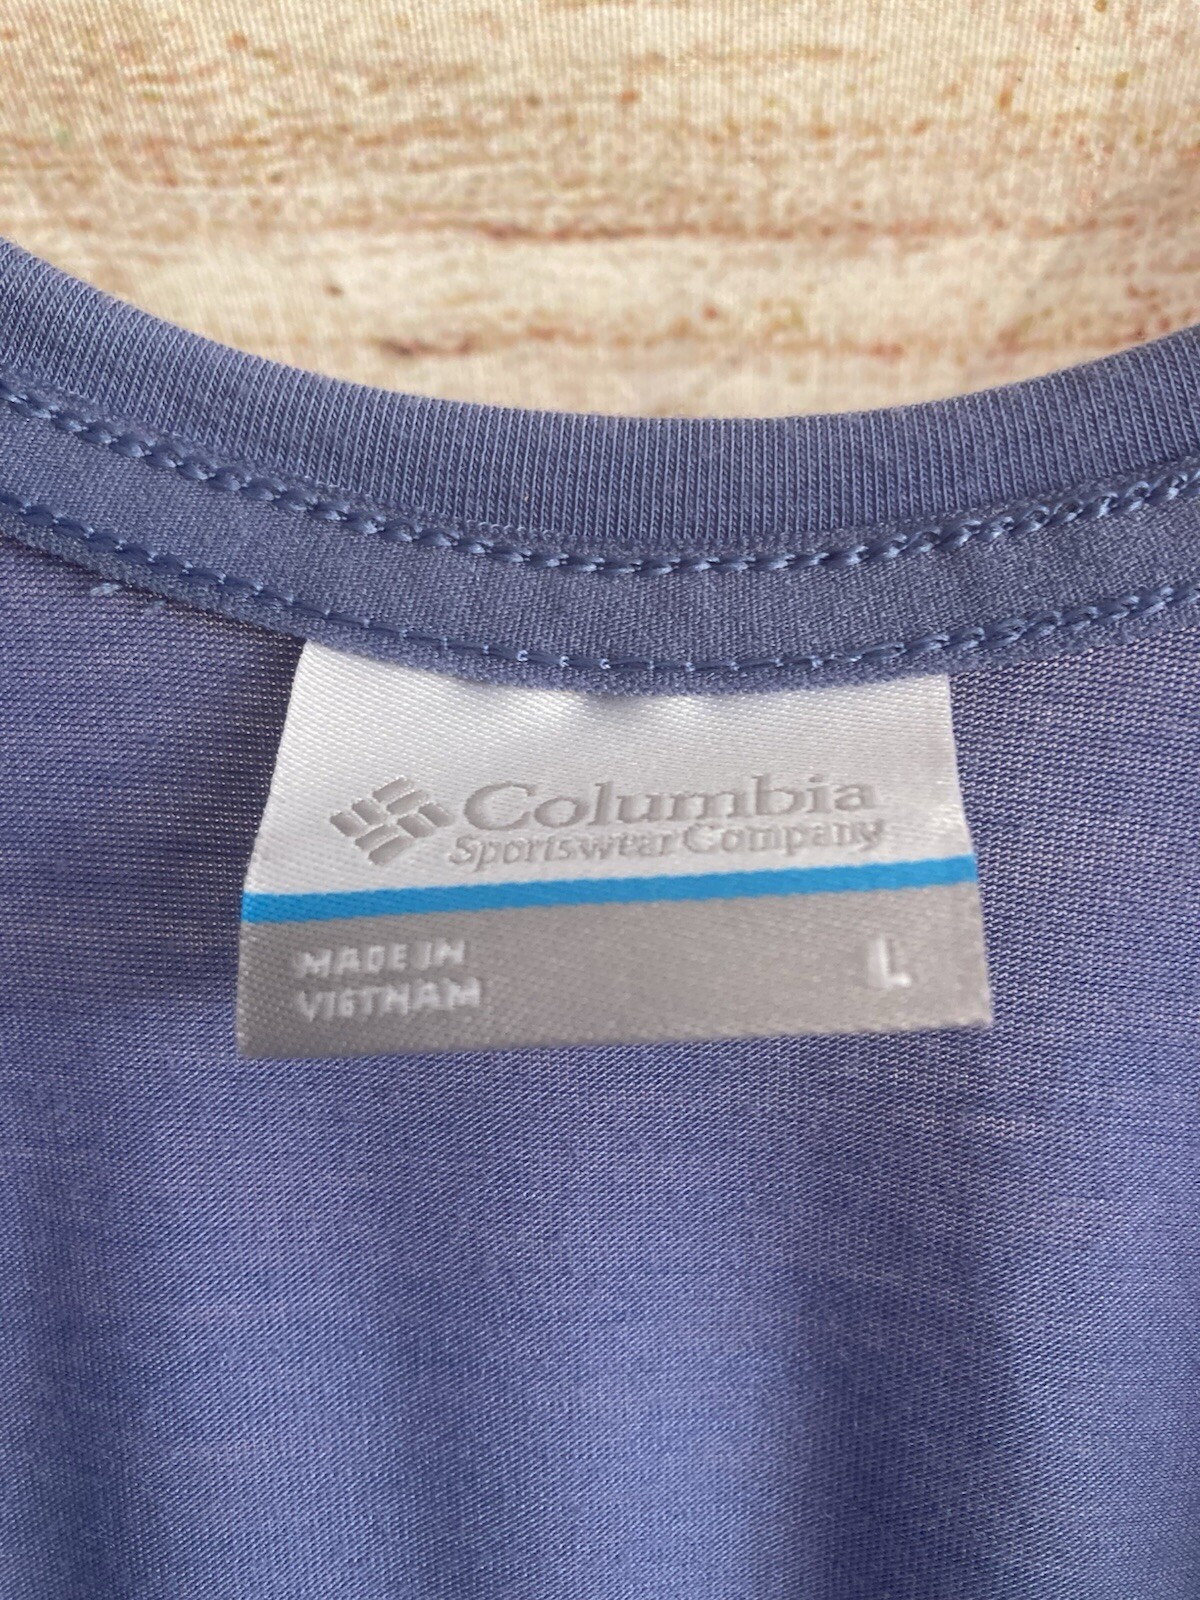 Columbia
Sportswear Company
MADE IN
VIETNAM
L